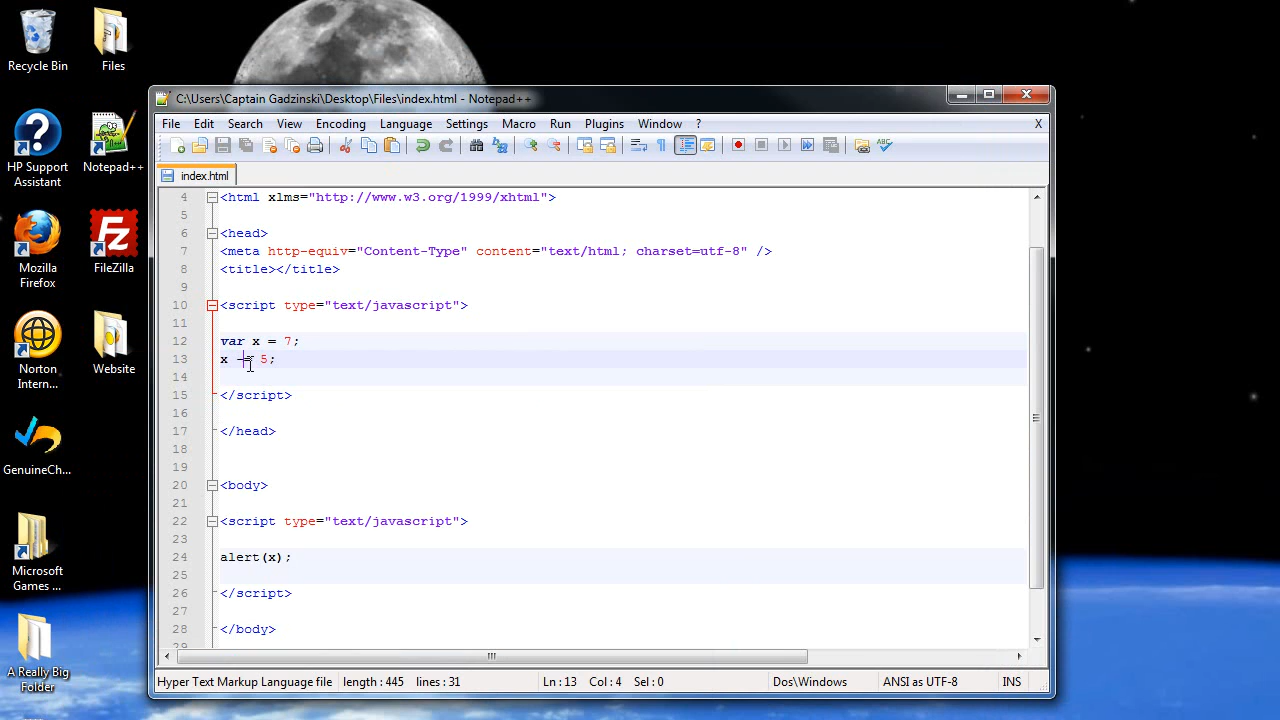 Recycle Bin
Files
HP Support
Assistant
Notepad++
Mozilla
Firefox
FileZilla
Norton
Intern...
Website
GenuineCh...
Microsoft
Games ...
A Really Big
Folder
C:\Users\Captain Gadzinski\Desktop\Files\index.html - Notepad++
File Edit Search View Encoding Language Settings Macro Run Plugins Window ? X
index.html
4 <html xlms="http://www.w3.org/1999/xhtml">
5
6 <head>
7 <meta http-equiv="Content-Type" content="text/html; charset=utf-8" />
8 <title></title>
9
10 <script type="text/javascript">
11
12 var x = 7;
13 x -= 5;
14
15 </script>
16
17 </head>
18
19
20 <body>
21
22 <script type="text/javascript">
23
24 alert(x);
25
26 </script>
27
28 </body>
29
Hyper Text Markup Language file length : 445 lines : 31 Ln : 13 Col : 4 Sel : 0 Dos\Windows ANSI as UTF-8 INS